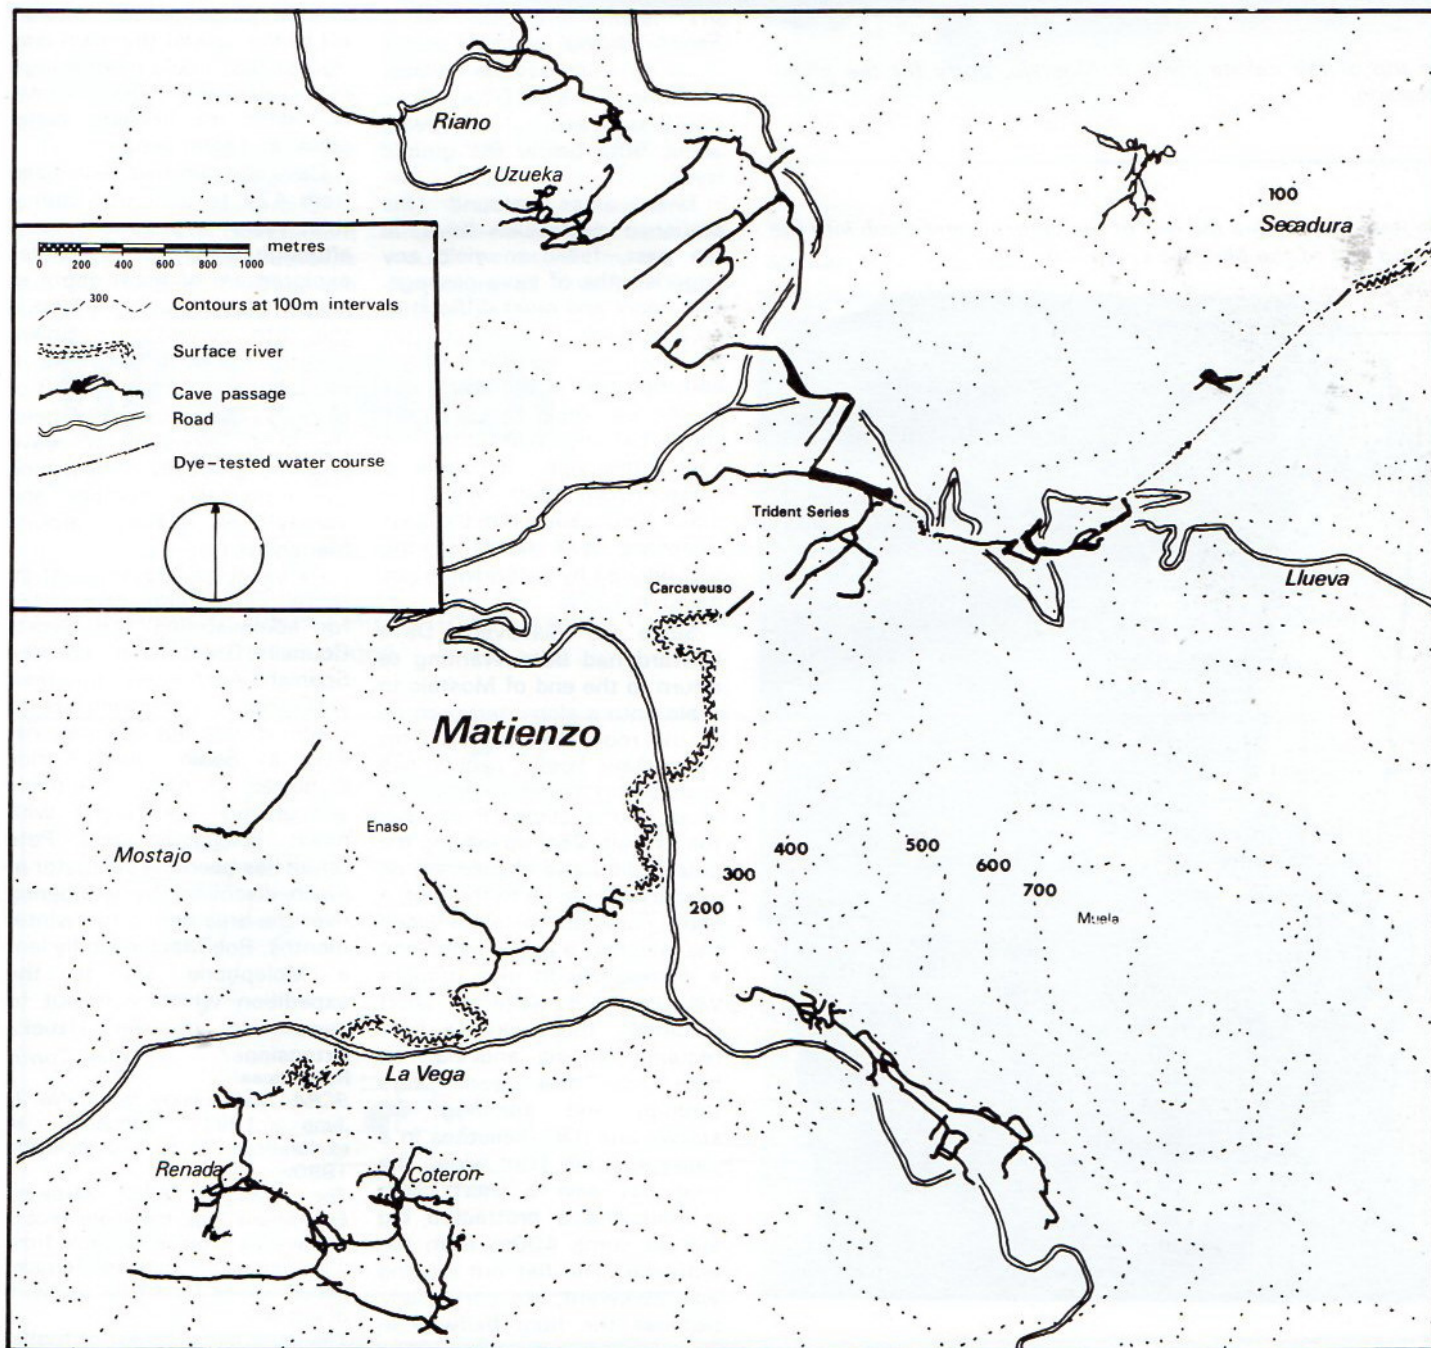 Riano
Uzueka
100
Secadura
metres
0 200 400 600 800 1000
300
Contours at 100m intervals
Surface river
Cave passage
Road
Dye-tested water course
Trident Series
Llueva
Carcaveuso
Matienzo
Enaso
Mostajo
400
500
600
300
700
200
Muela
La Vega
Renada
Coteron